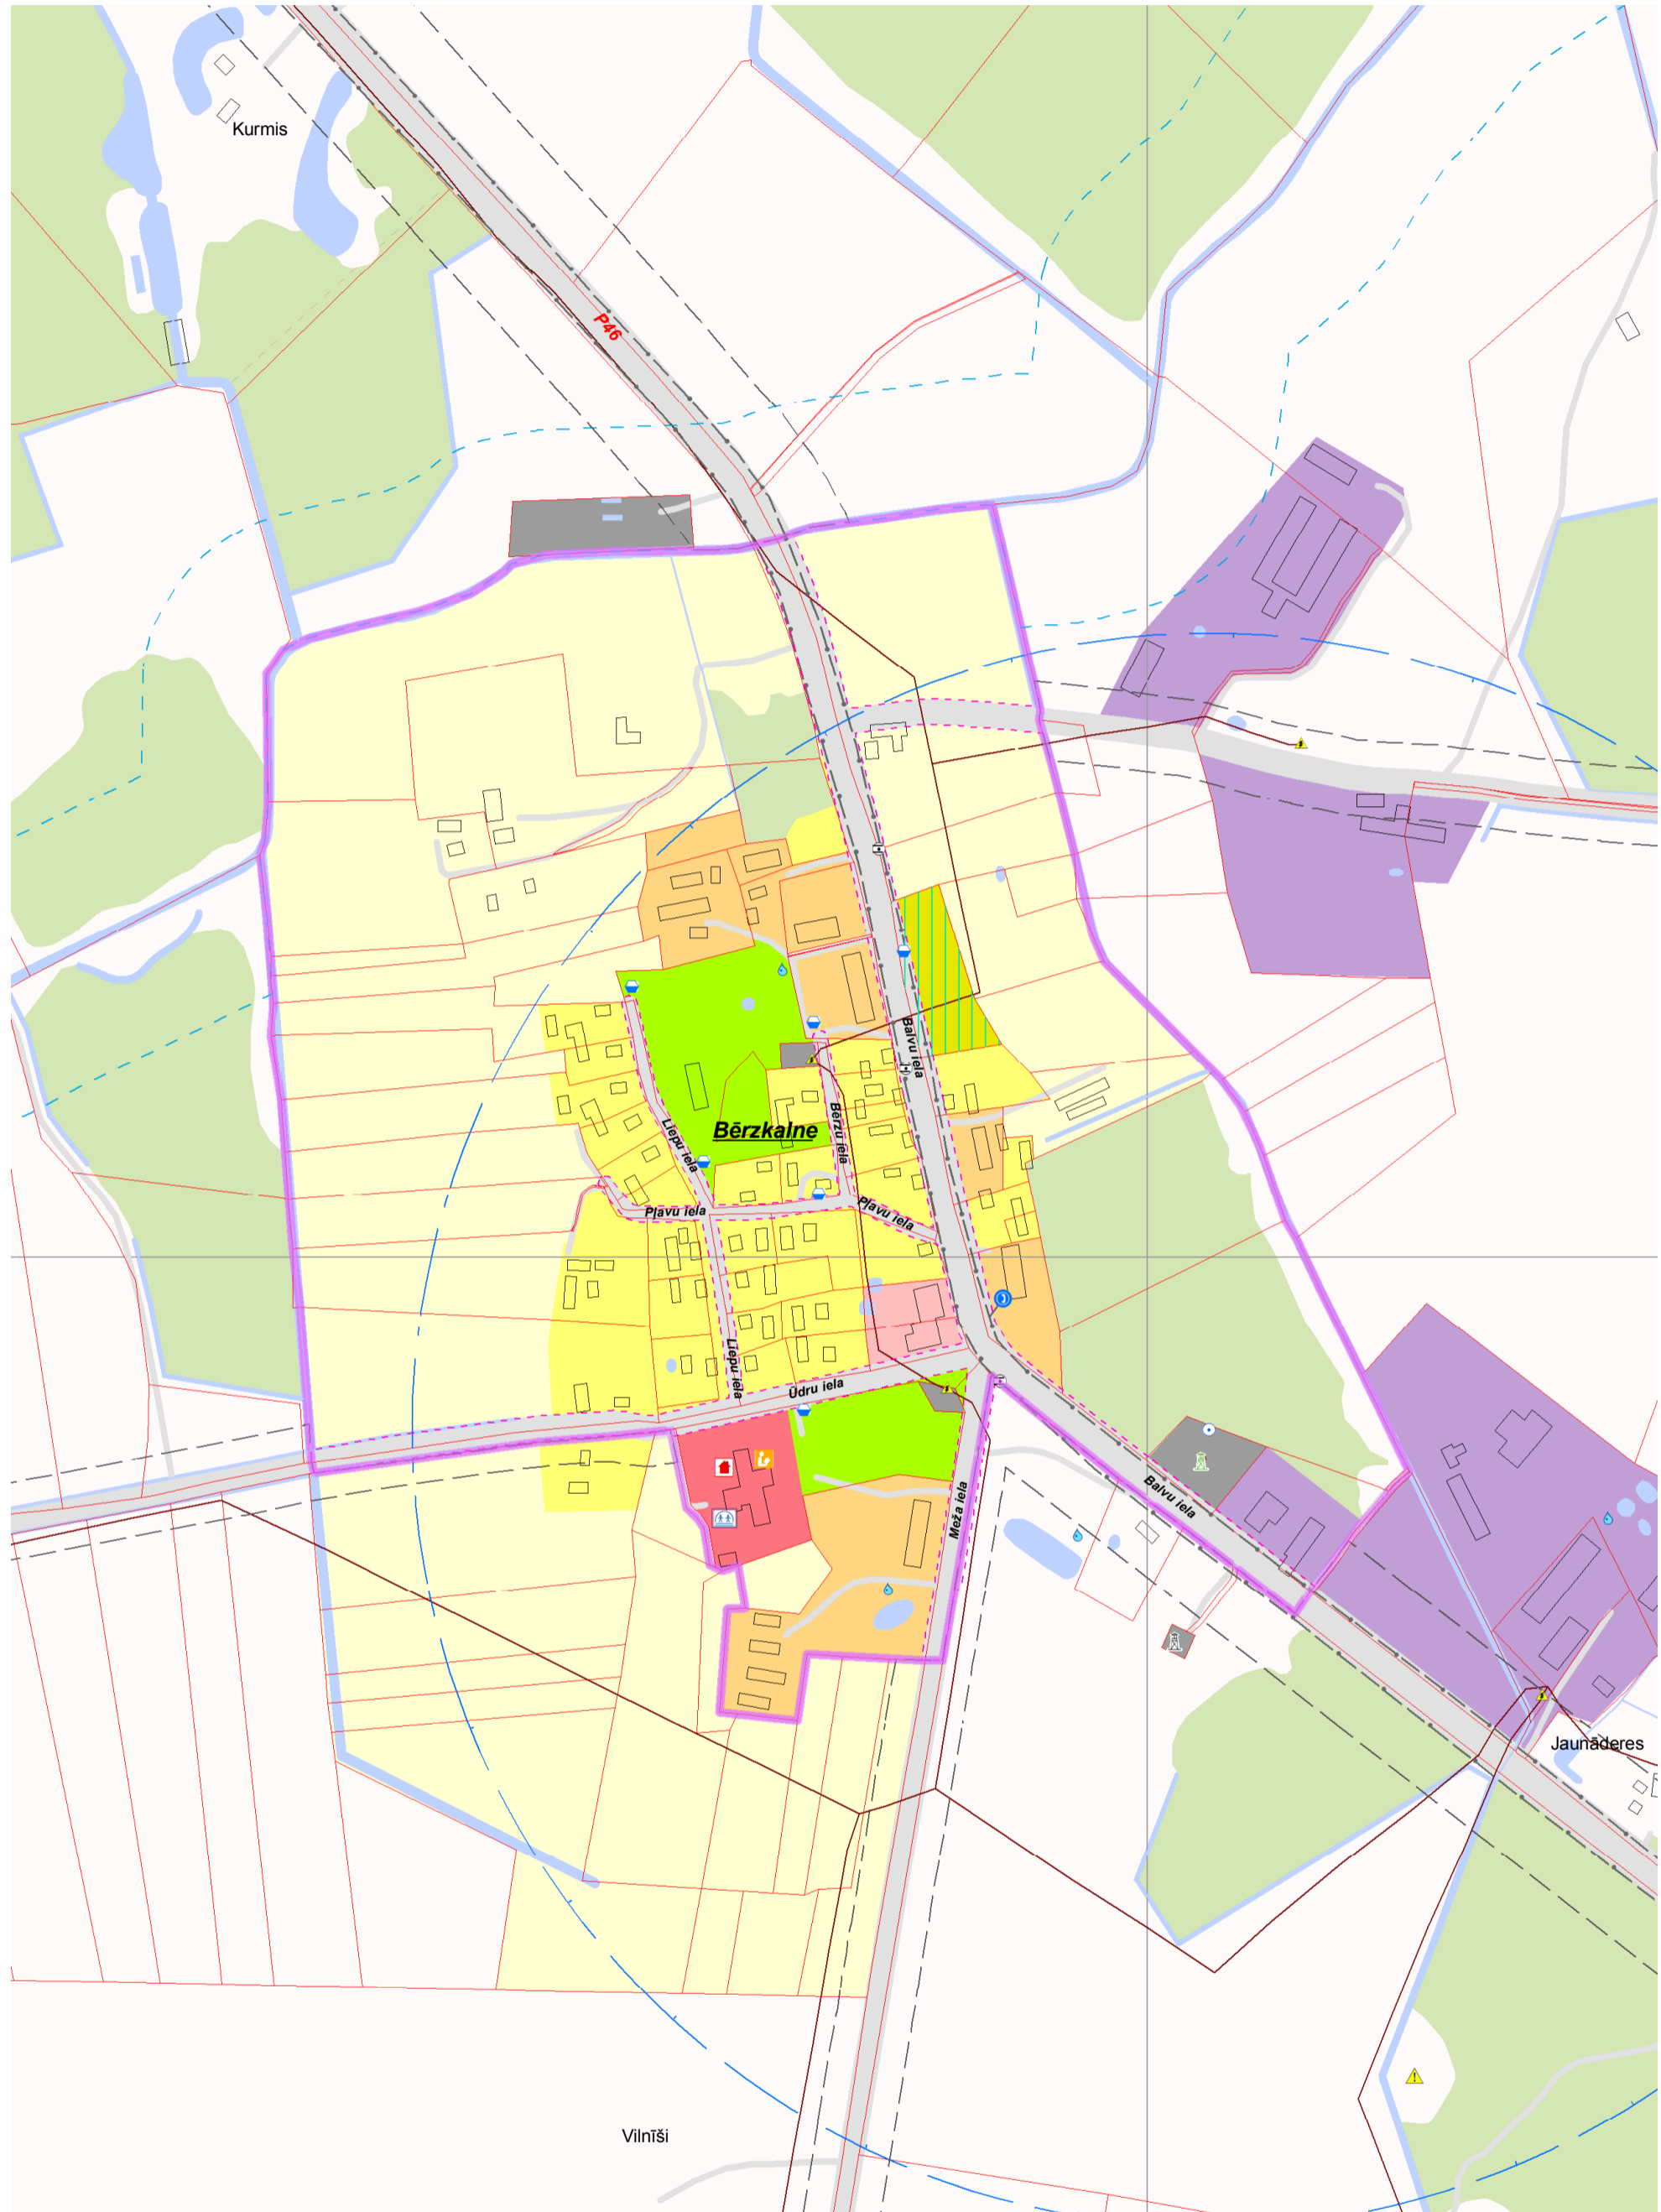 Kurmis
P46
Balvu iela
Liepu iela
Bērzkalne
Bērzu iela
Pļavu iela
Pļavu iela
Liepu iela
Ūdru iela
Meža iela
Balvu iela
Jaunāderes
Vilnīši